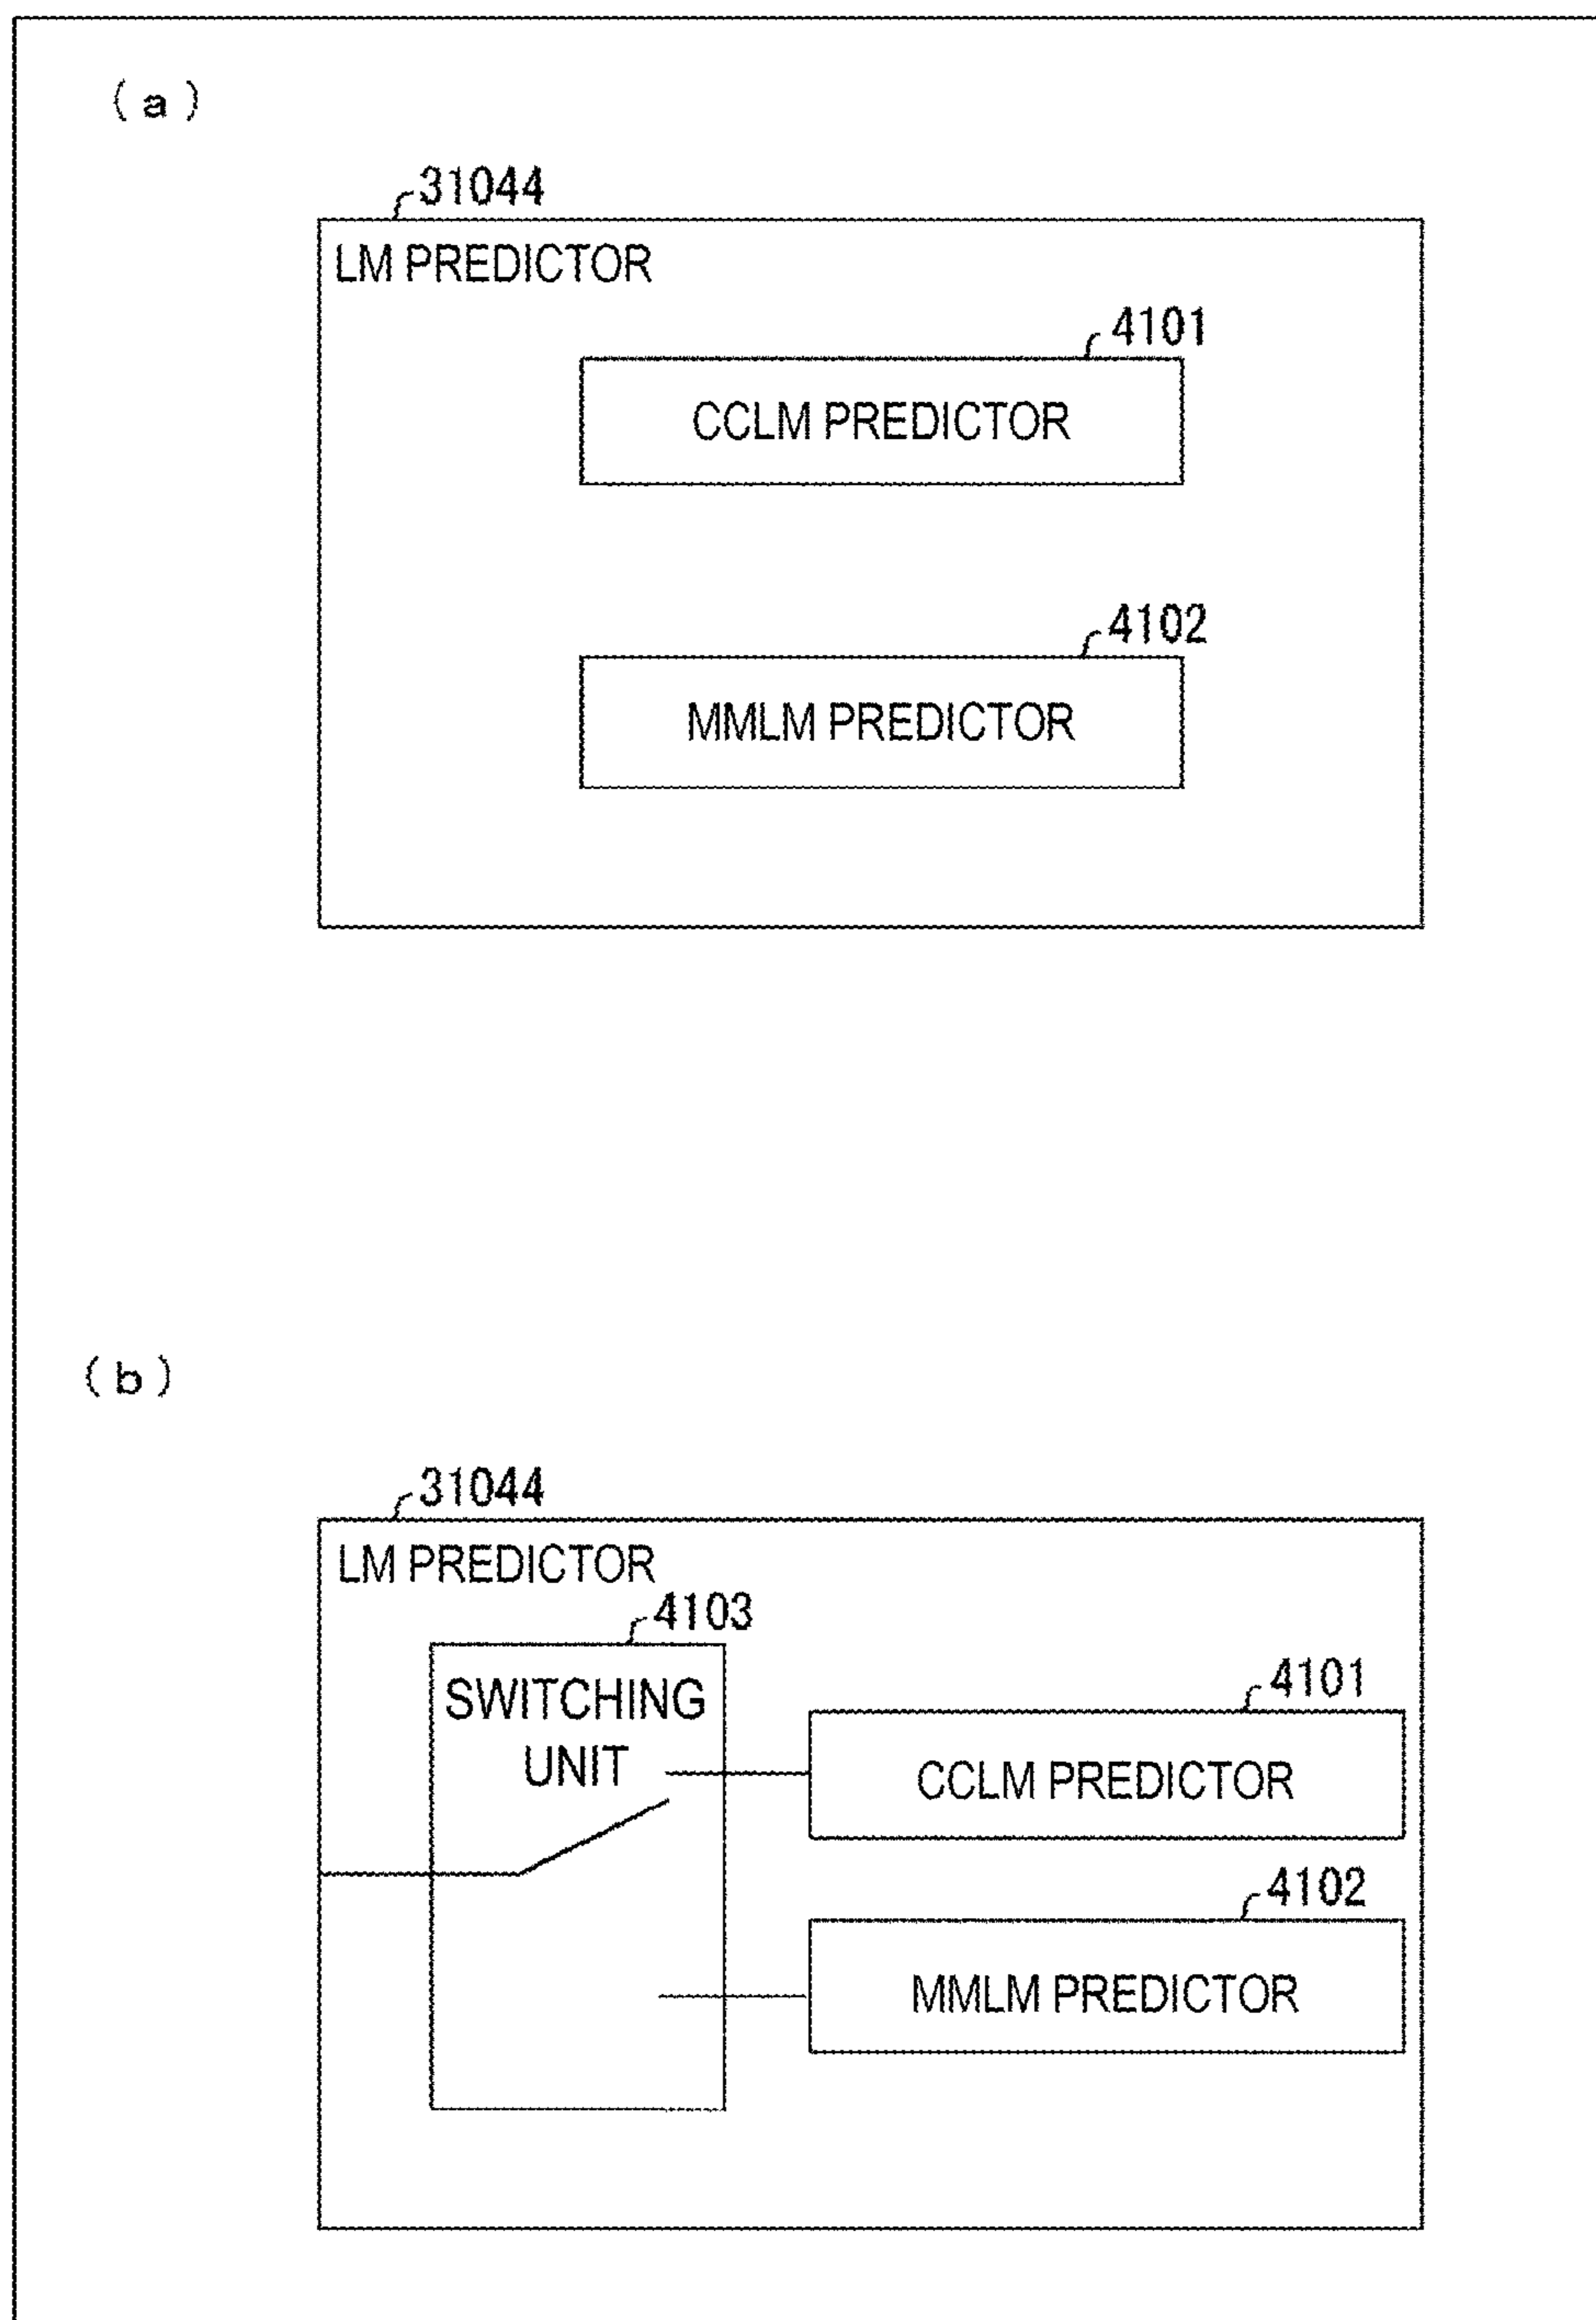 (a)
31044
LM PREDICTOR
4101
CCLM PREDICTOR
4102
MMLM PREDICTOR
(b)
31044
LM PREDICTOR
4103
SWITCHING
UNIT
4101
CCLM PREDICTOR
4102
MMLM PREDICTOR